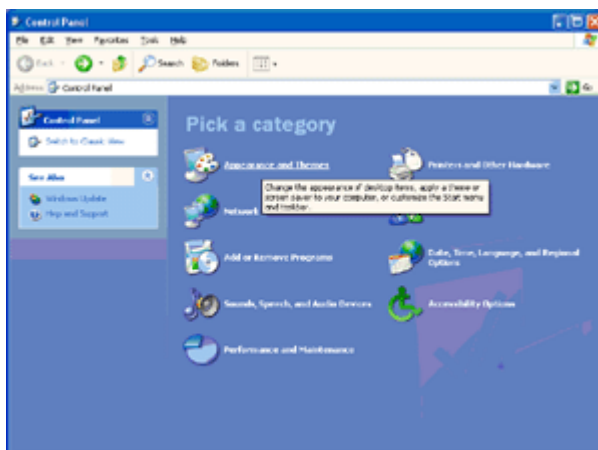 Control Panel
File Edit View Favorites Tools Help
Back Search Folders
Address Control Panel Go
Control Panel
Switch to Classic View
See Also
Windows Update
Help and Support
Pick a category
Appearance and Themes
Printers and Other Hardware
Change the appearance of desktop items, apply a theme or
screen saver to your computer, or customize the Start menu
and taskbar.
Network
Add or Remove Programs
Date, Time, Language, and Regional
Options
Sounds, Speech, and Audio Devices
Accessibility Options
Performance and Maintenance